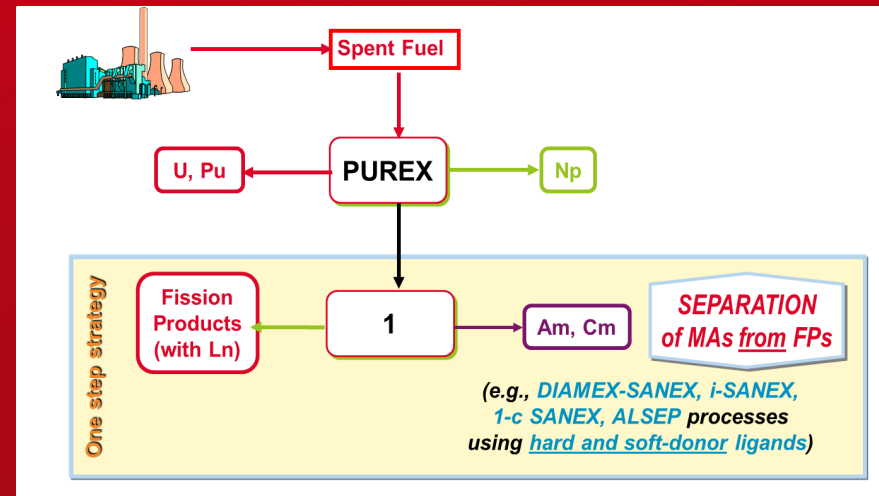 Spent Fuel
U, Pu
PUREX
Np
One step strategy
Fission
Products
(with Ln)
1
Am, Cm
SEPARATION
of MAs from FPs
(e.g., DIAMEX-SANEX, i-SANEX,
1-c SANEX, ALSEP processes
using hard and soft-donor ligands)